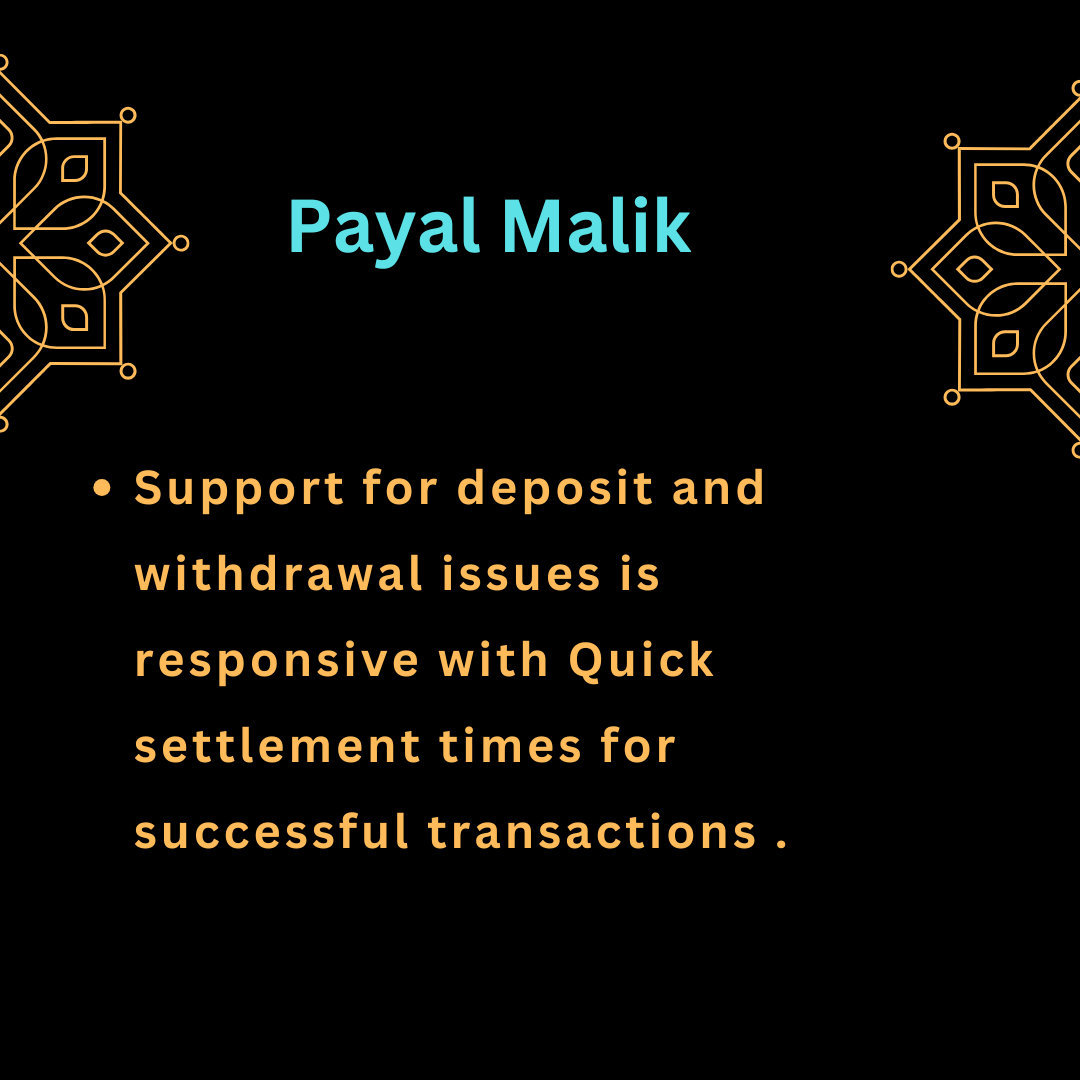 Payal Malik
• Support for deposit and
withdrawal issues is
responsive with Quick
settlement times for
successful transactions .